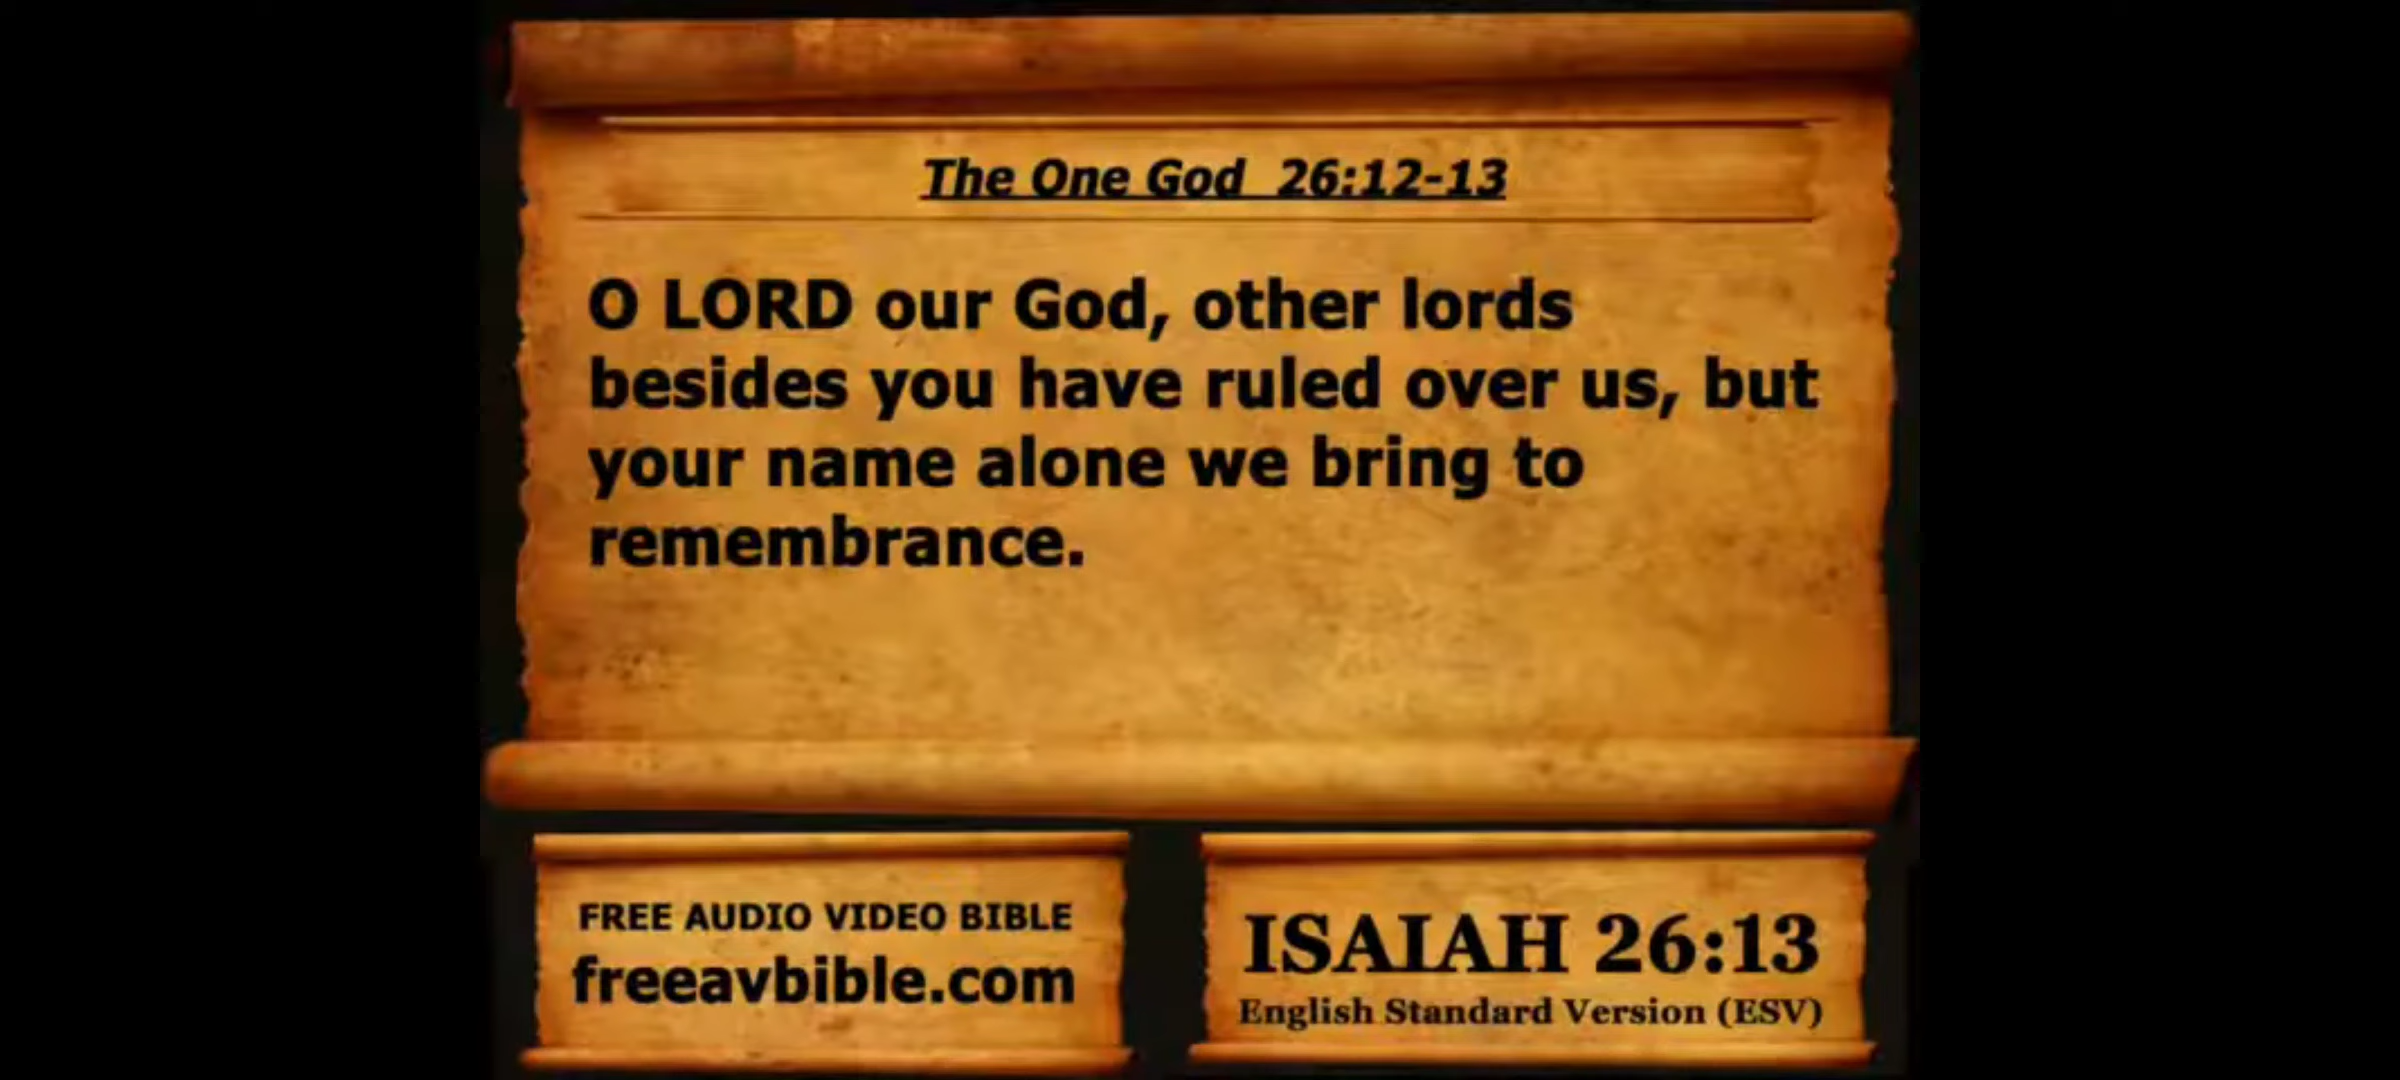 The One God 26:12-13
O LORD our God, other lords
besides you have ruled over us, but
your name alone we bring to
remembrance.
FREE AUDIO VIDEO BIBLE
freeavbible.com
ISAIAH 26:13
English Standard Version (ESV)